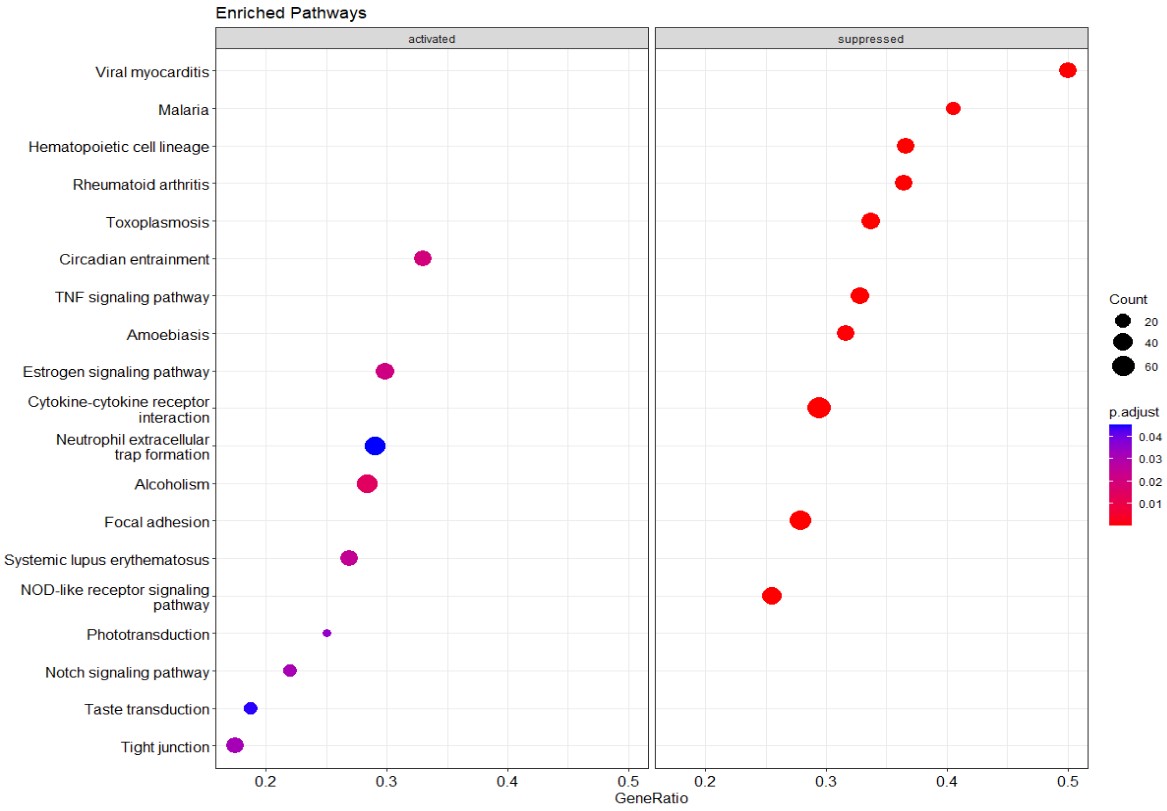 Enriched Pathways
activated
suppressed
Viral myocarditis
Malaria
Hematopoietic cell lineage
Rheumatoid arthritis
Toxoplasmosis
Circadian entrainment
TNF signaling pathway
Amoebiasis
Estrogen signaling pathway
Cytokine-cytokine receptor
interaction
Neutrophil extracellular
trap formation
Alcoholism
Focal adhesion
Systemic lupus erythematosus
NOD-like receptor signaling
pathway
Phototransduction
Notch signaling pathway
Taste transduction
Tight junction
0.2 0.3 0.4 0.5 0.2 0.3 0.4 0.5
GeneRatio
Count
20
40
60
p.adjust
0.04
0.03
0.02
0.01